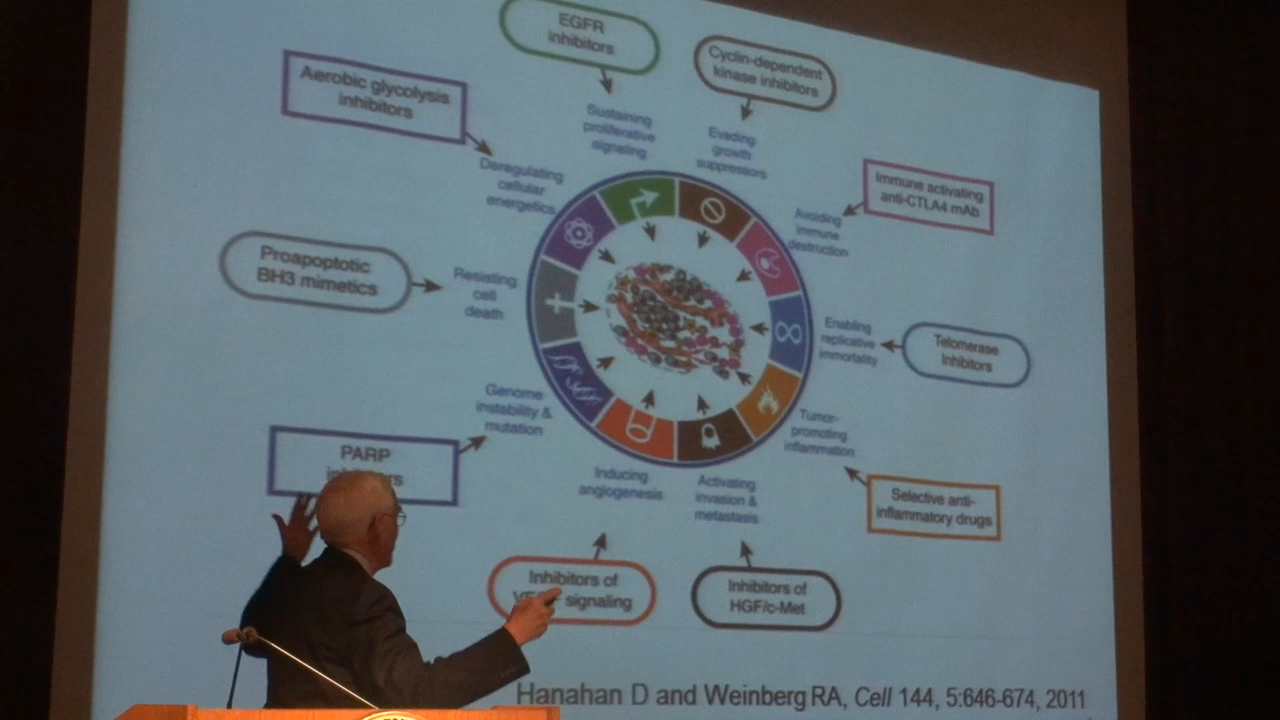 EGFR
inhibitors
Cyclin-dependent
kinase inhibitors
Aerobic glycolysis
inhibitors
Sustaining
proliferative
signaling
Evading
growth
suppressors
Immune activating
anti-CTLA4 mAb
Deregulating
cellular
energetics
Avoiding
immune
destruction
Proapoptotic
BH3 mimetics
Resisting
cell
death
Enabling
replicative
immortality
Telomerase
Inhibitors
Genome
instability &
mutation
Tumor-
promoting
inflammation
PARP
Inducing
angiogenesis
Activating
invasion &
metastasis
Selective anti-
inflammatory drugs
Inhibitors of
signaling
Inhibitors of
HGF/c-Met
Hanahan D and Weinberg RA, Cell 144, 5:646-674, 2011